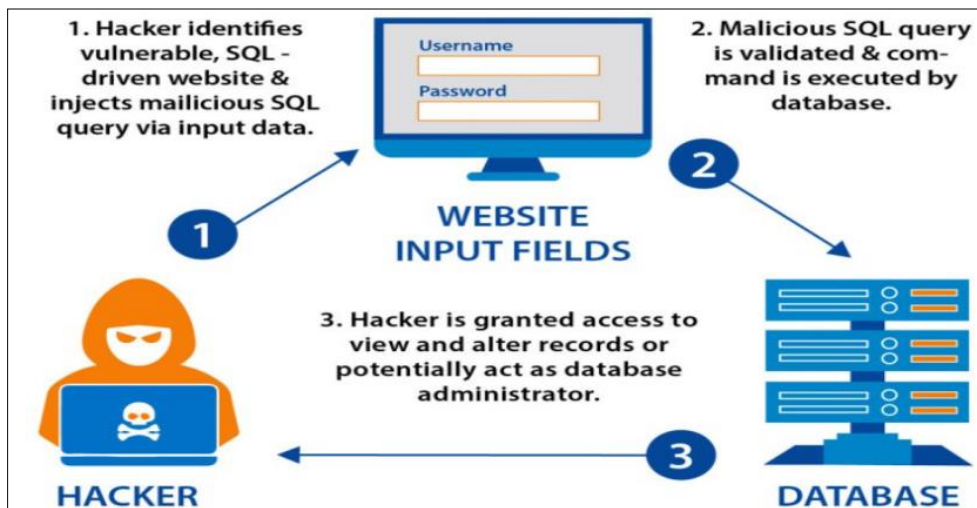 1. Hacker identifies
vulnerable, SQL -
driven website &
injects mailicious SQL
query via input data.
Username
Password
2. Malicious SQL query
is validated & com-
mand is executed by
database.
1
2
WEBSITE
INPUT FIELDS
3. Hacker is granted access to
view and alter records or
potentially act as database
administrator.
3
HACKER
DATABASE